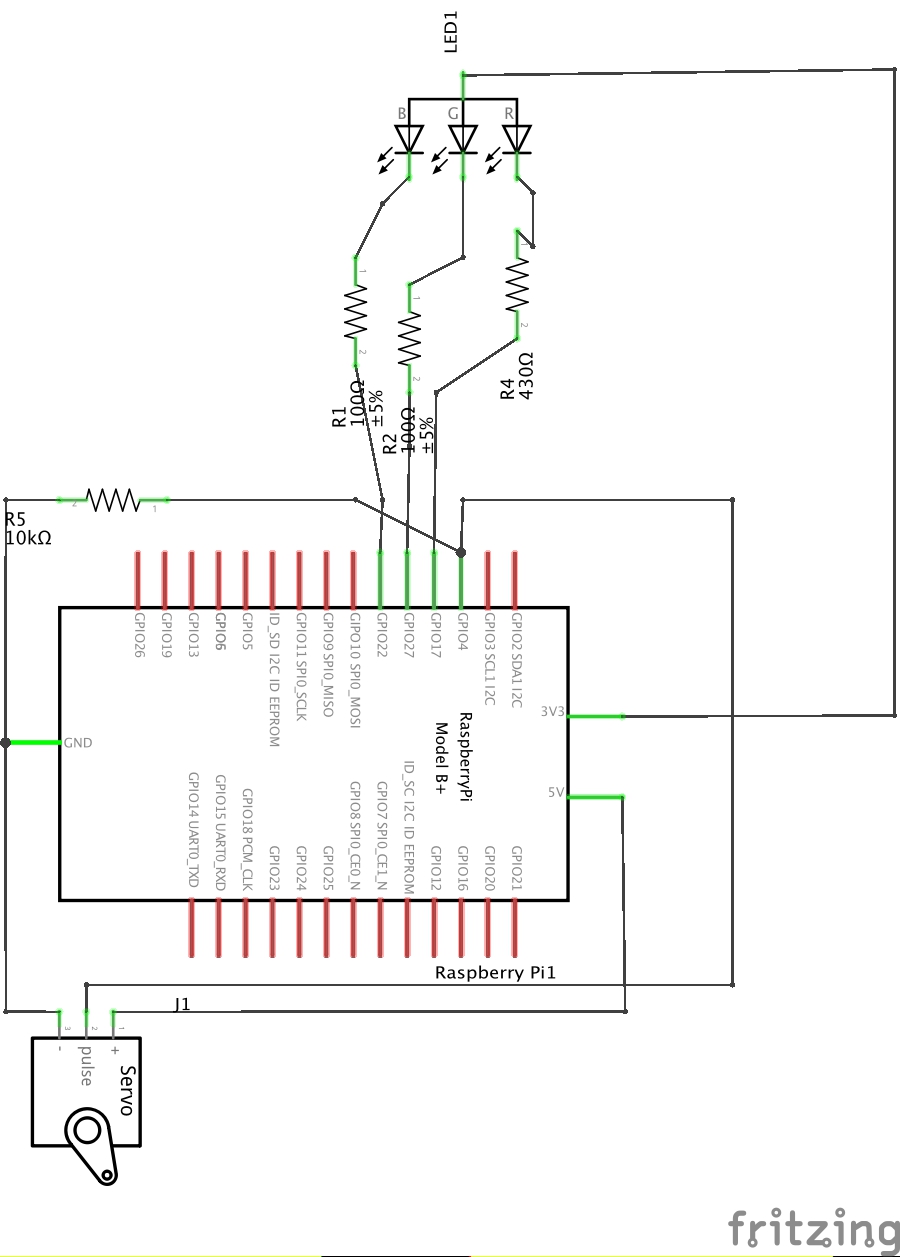 LED1
B
G
R
1
2
1
2
1
2
R1
100Ω
±5%
R2
100Ω
±5%
R4
430Ω
2
1
R5
10kΩ
GPIO26
GPIO19
GPIO13
GPIO6
GPIO5
ID_SD I2C ID EEPROM
GPIO11 SPI0_SCLK
GPIO9 SPI0_MISO
GIPO10 SPI0_MOSI
GPIO22
GPIO27
GPIO17
GPIO4
GPIO3 SCL1 I2C
GPIO2 SDA1 I2C
3V3
5V
GND
RaspberryPi
Model B+
GPIO14 UART0_TXD
GPIO15 UART0_RXD
GPIO18 PCM_CLK
GPIO23
GPIO24
GPIO25
GPIO8 SPI0_CE0_N
GPIO7 SPI0_CE1_N
ID_SC I2C ID EEPROM
GPIO12
GPIO16
GPIO20
GPIO21
Raspberry Pi1
J1
3
2
1
-
pulse
+
Servo
fritzing